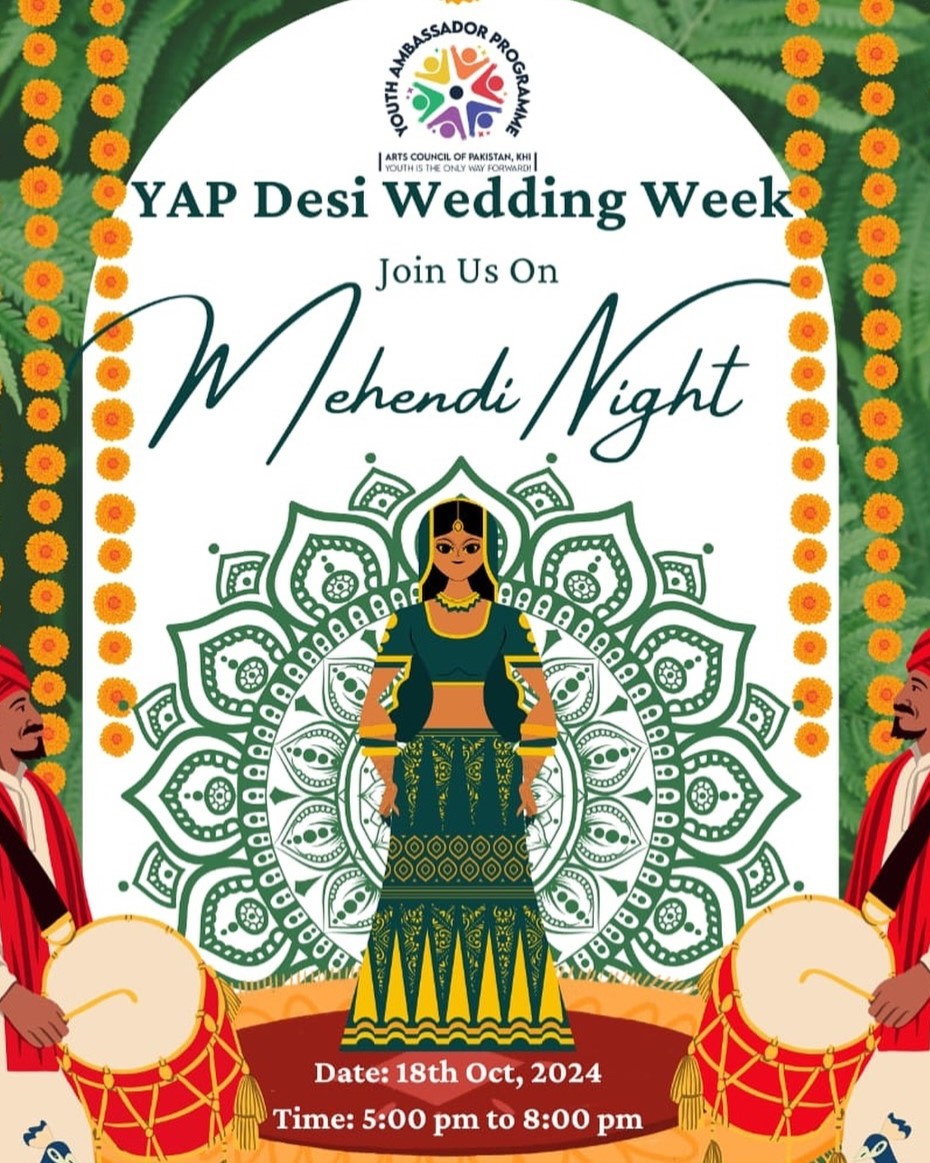 YOUTH AMBASSADOR PROGRAMME
ARTS COUNCIL OF PAKISTAN, KHI
YOUTH IS THE ONLY WAY FORWARD!
YAP Desi Wedding Week
Join Us On
Mehendi Night
Date: 18th Oct, 2024
Time: 5:00 pm to 8:00 pm